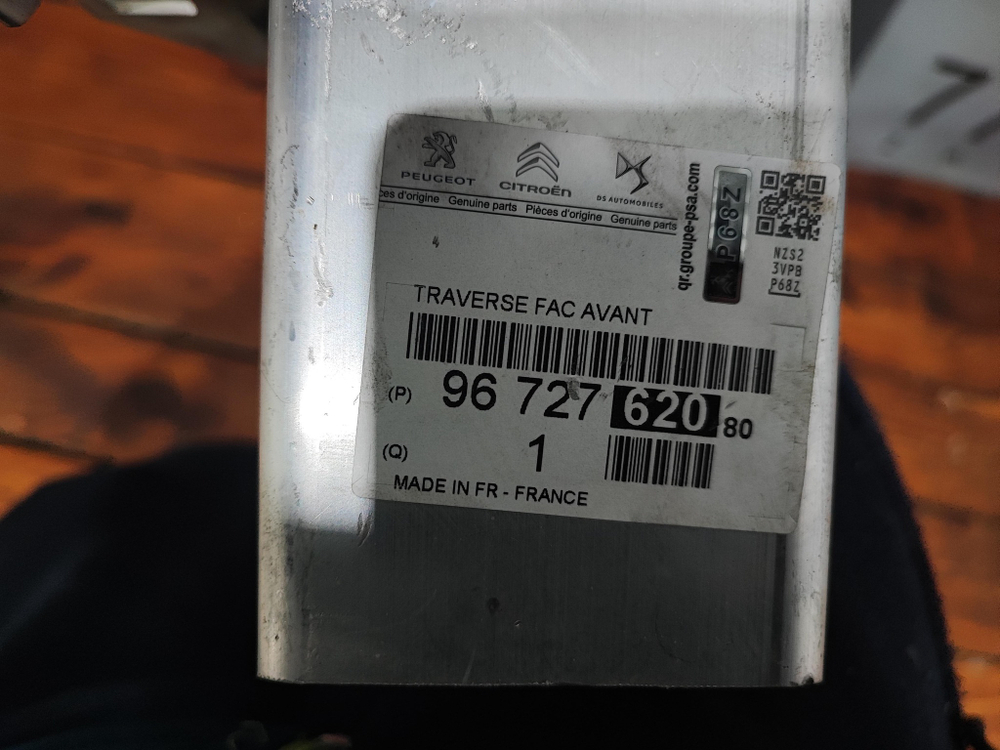 PEUGEOT CITROËN DS AUTOMOBILES
ces d'origine Genuine parts Pièces d'origine Genuine parts
qr.groupe-psa.com
P68Z
NZS2
3VPB
P68Z
TRAVERSE FAC AVANT
(P) 96 727 620 80
(Q) 1
MADE IN FR - FRANCE